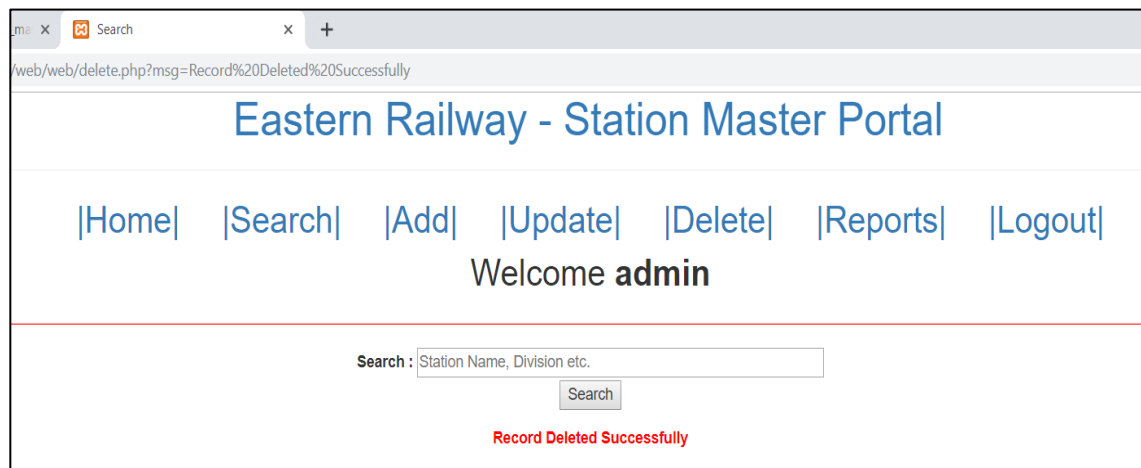 _ma Search
/web/web/delete.php?msg=Record%20Deleted%20Successfully
Eastern Railway - Station Master Portal
|Home| |Search| |Add| |Update| |Delete| |Reports| |Logout|
Welcome admin
Search : Station Name, Division etc.
Search
Record Deleted Successfully